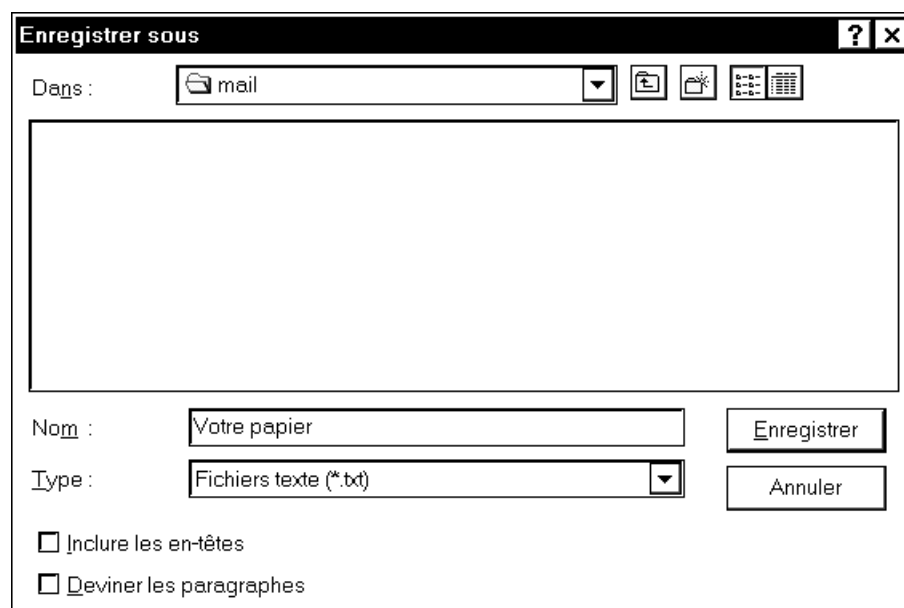 Enregistrer sous
Dans : mail
Nom : Votre papier
Enregistrer
Type : Fichiers texte (*.txt)
Annuler
Inclure les en-têtes
Deviner les paragraphes